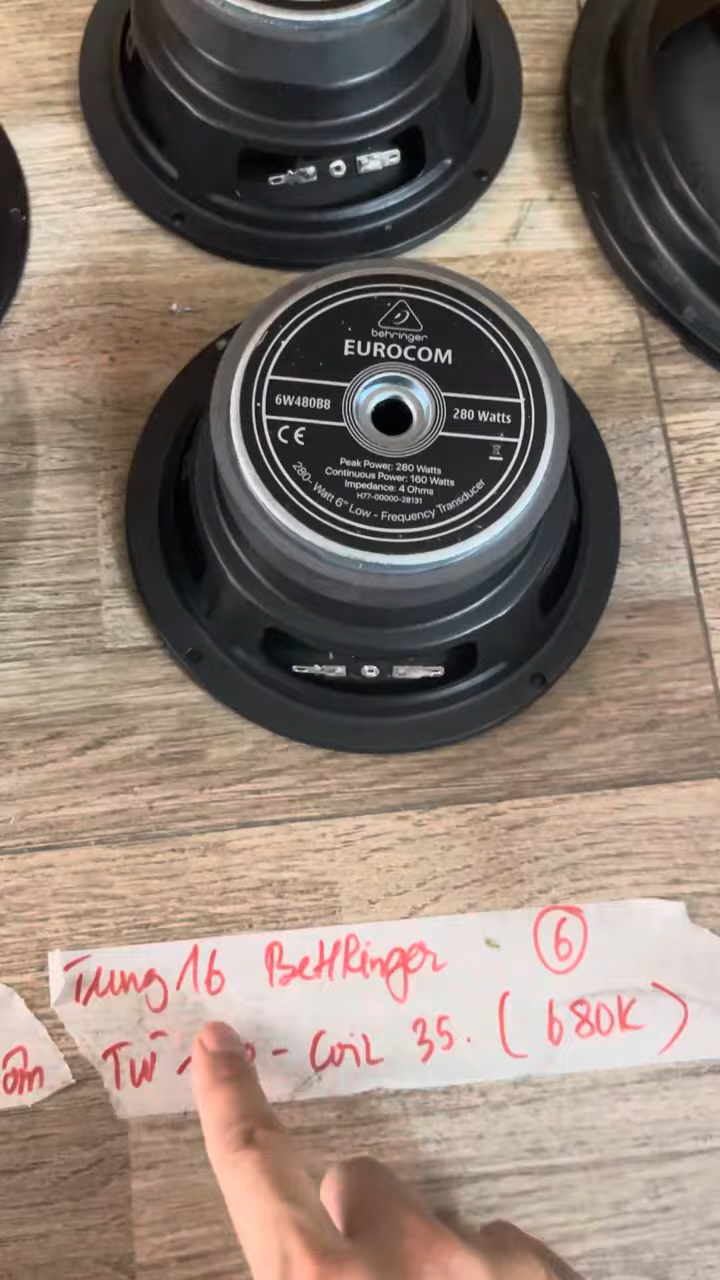 behringer
EUROCOM
6W480B8
280 Watts
CE
Peak Power: 280 Watts
Continuous Power: 160 Watts
Impedance: 4 Ohms
H77-00000-28131
280- Watt 6" Low - Frequency Transducer
Trung 16 BeHRinger 6
Từ - Coil 35. (680K)